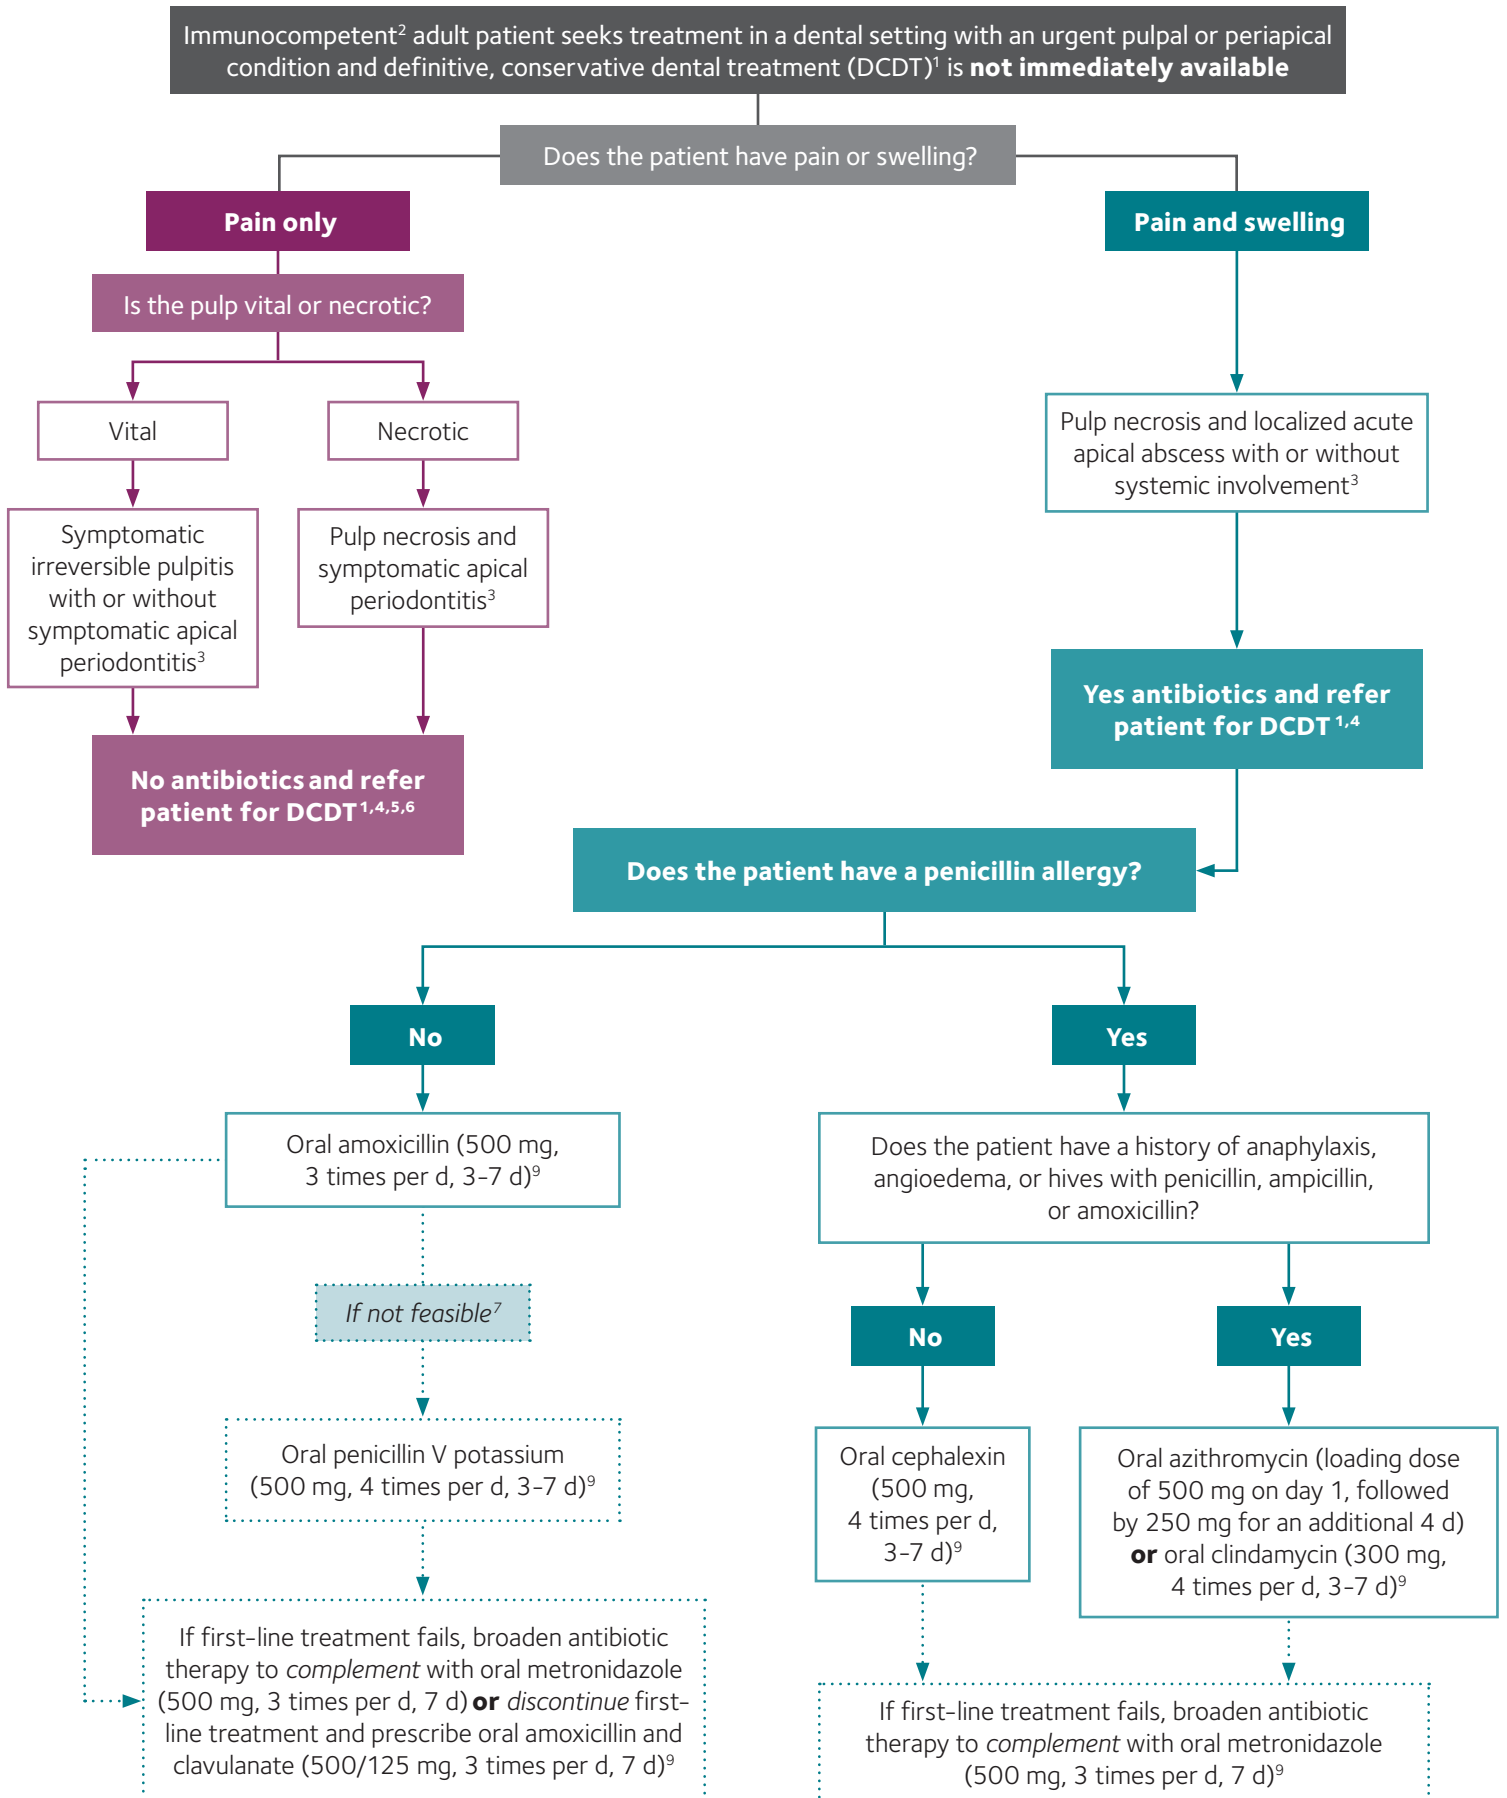 Immunocompetent² adult patient seeks treatment in a dental setting with an urgent pulpal or periapical
condition and definitive, conservative dental treatment (DCDT)¹ is not immediately available
Does the patient have pain or swelling?
Pain only
Pain and swelling
Is the pulp vital or necrotic?
Vital
Necrotic
Symptomatic
irreversible pulpitis
with or without
symptomatic apical
periodontitis³
Pulp necrosis and
symptomatic apical
periodontitis³
No antibiotics and refer
patient for DCDT¹,⁴,⁵,⁶
Pulp necrosis and localized acute
apical abscess with or without
systemic involvement³
Yes antibiotics and refer
patient for DCDT¹,⁴
Does the patient have a penicillin allergy?
No
Oral amoxicillin (500 mg,
3 times per d, 3–7 d)⁹
If not feasible⁷
Oral penicillin V potassium
(500 mg, 4 times per d, 3–7 d)⁹
If first-line treatment fails, broaden antibiotic
therapy to complement with oral metronidazole
(500 mg, 3 times per d, 7 d) or discontinue first-
line treatment and prescribe oral amoxicillin and
clavulanate (500/125 mg, 3 times per d, 7 d)⁹
Yes
Does the patient have a history of anaphylaxis,
angioedema, or hives with penicillin, ampicillin,
or amoxicillin?
No
Yes
Oral cephalexin
(500 mg,
4 times per d,
3–7 d)⁹
Oral azithromycin (loading dose
of 500 mg on day 1, followed
by 250 mg for an additional 4 d)
or oral clindamycin (300 mg,
4 times per d, 3–7 d)⁹
If first-line treatment fails, broaden antibiotic
therapy to complement with oral metronidazole
(500 mg, 3 times per d, 7 d)⁹